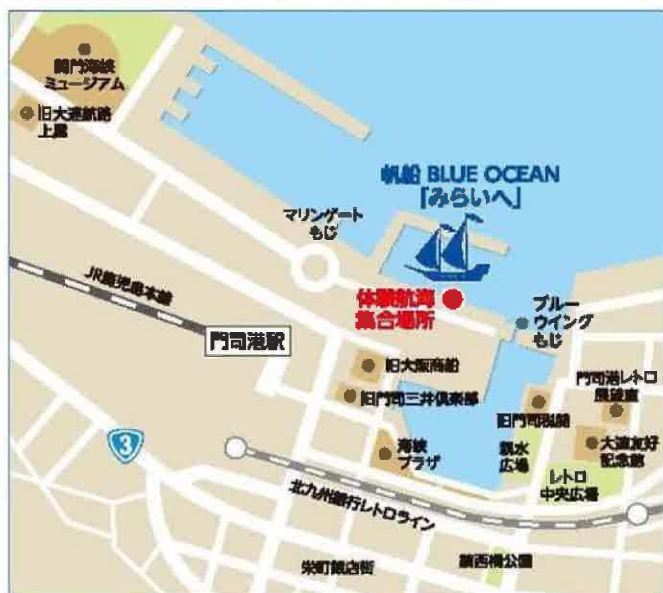 関門海峡
ミュージアム
旧大連航路
上屋
帆船 BLUE OCEAN
「みらいへ」
マリンゲート
もじ
JR鹿児島本線
体験航海
集合場所
ブルー
ウイング
もじ
門司港駅
旧大阪商船
門司港レトロ
展望室
旧門司三井倶楽部
旧門司税関
3
海峡
プラザ
親水
広場
大連友好
記念館
レトロ
中央広場
北九州銀行レトロライン
栄町銀店街
鎮西橋公園